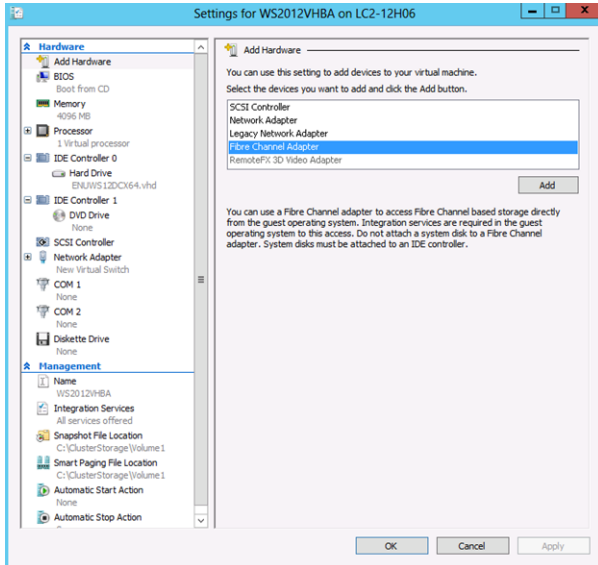 Settings for WS2012VHBA on LC2-12H06
Hardware
Add Hardware
BIOS
Boot from CD
Memory
4096 MB
Processor
1 Virtual processor
IDE Controller 0
Hard Drive
ENUWS12DCX64.vhd
IDE Controller 1
DVD Drive
None
SCSI Controller
Network Adapter
New Virtual Switch
COM 1
None
COM 2
None
Diskette Drive
None
Management
Name
WS2012VHBA
Integration Services
All services offered
Snapshot File Location
C:\ClusterStorage\Volume1
Smart Paging File Location
C:\ClusterStorage\Volume1
Automatic Start Action
None
Automatic Stop Action
Add Hardware
You can use this setting to add devices to your virtual machine.
Select the devices you want to add and click the Add button.
SCSI Controller
Network Adapter
Legacy Network Adapter
Fibre Channel Adapter
RemoteFX 3D Video Adapter
Add
You can use a Fibre Channel adapter to access Fibre Channel based storage directly
from the guest operating system. Integration services are required in the guest
operating system to this access. Do not attach a system disk to a Fibre Channel
adapter. System disks must be attached to an IDE controller.
OK
Cancel
Apply